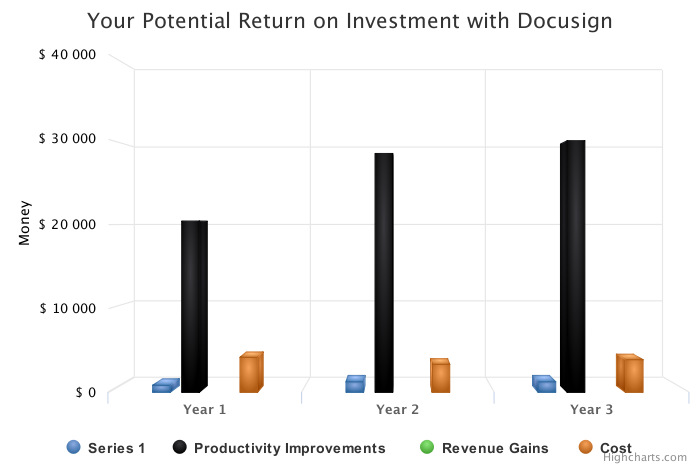 Your Potential Return on Investment with Docusign
$ 40 000
$ 30 000
$ 20 000
$ 10 000
$ 0
Money
Year 1 Year 2 Year 3
Series 1 Productivity Improvements Revenue Gains Cost
Highcharts.com